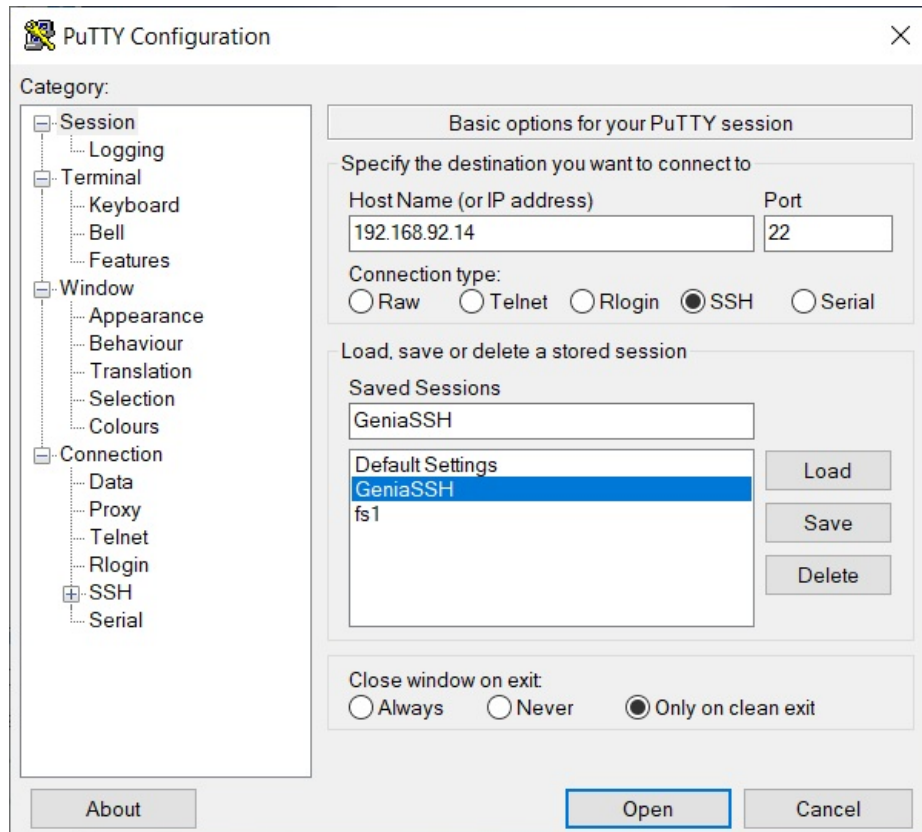 PuTTY Configuration
Category:
Session
Logging
Terminal
Keyboard
Bell
Features
Window
Appearance
Behaviour
Translation
Selection
Colours
Connection
Data
Proxy
Telnet
Rlogin
SSH
Serial
Basic options for your PuTTY session
Specify the destination you want to connect to
Host Name (or IP address) Port
192.168.92.14 22
Connection type:
Raw Telnet Rlogin SSH Serial
Load, save or delete a stored session
Saved Sessions
GeniaSSH
Default Settings
GeniaSSH
fs1
Load
Save
Delete
Close window on exit:
Always Never Only on clean exit
About Open Cancel